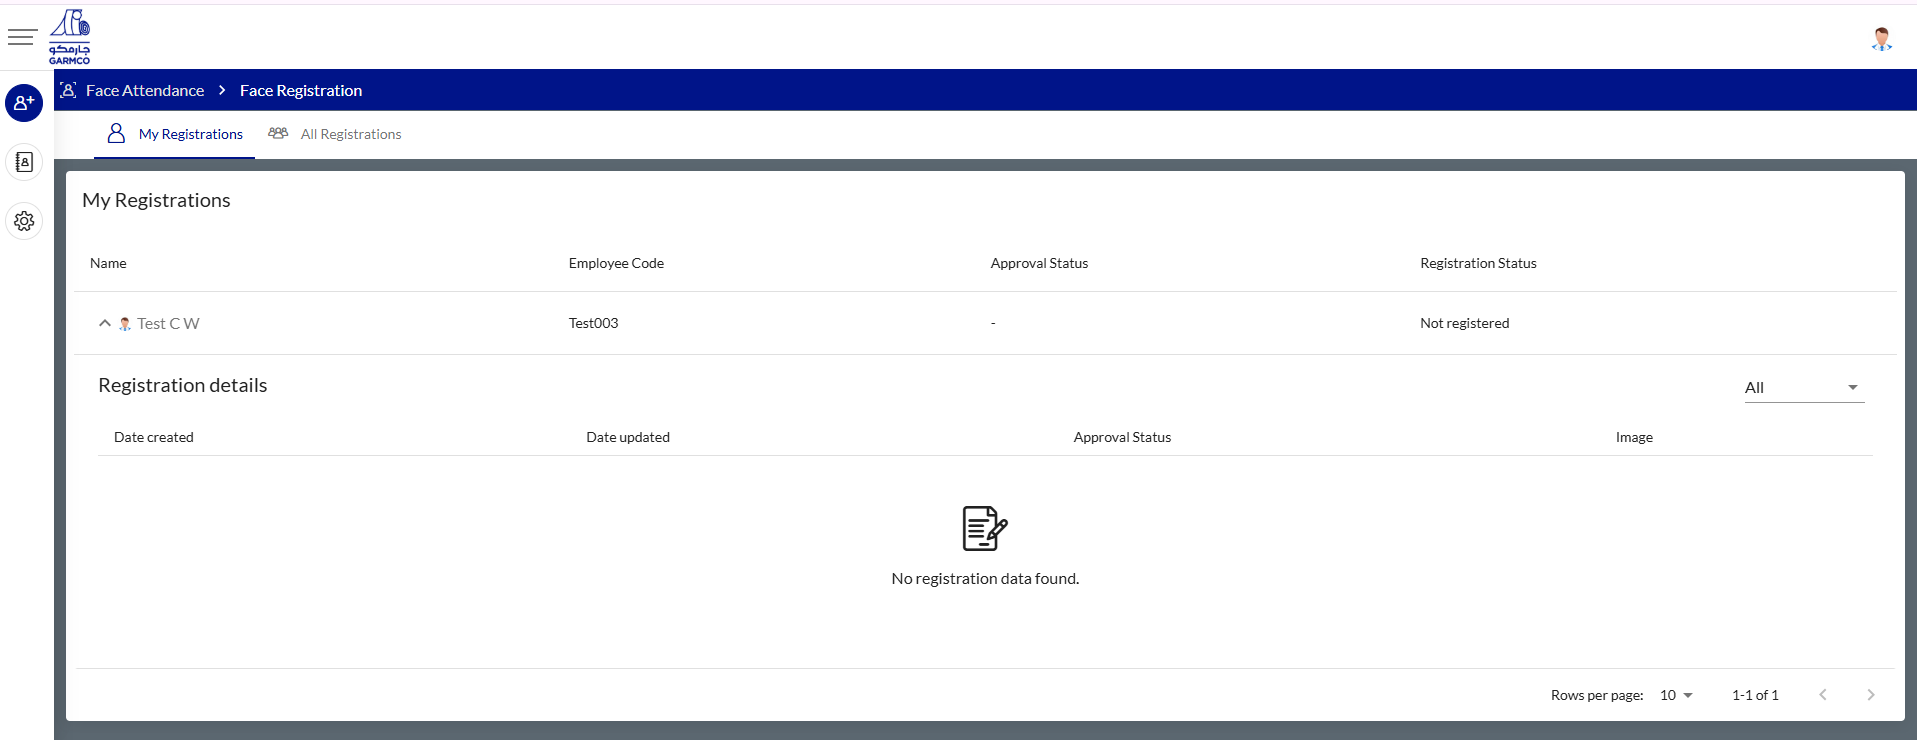 جارمكو
GARMCO
Face Attendance > Face Registration
My Registrations All Registrations
My Registrations
Name Employee Code Approval Status Registration Status
Test C W Test003 - Not registered
Registration details All
Date created Date updated Approval Status Image
No registration data found.
Rows per page: 10 1-1 of 1